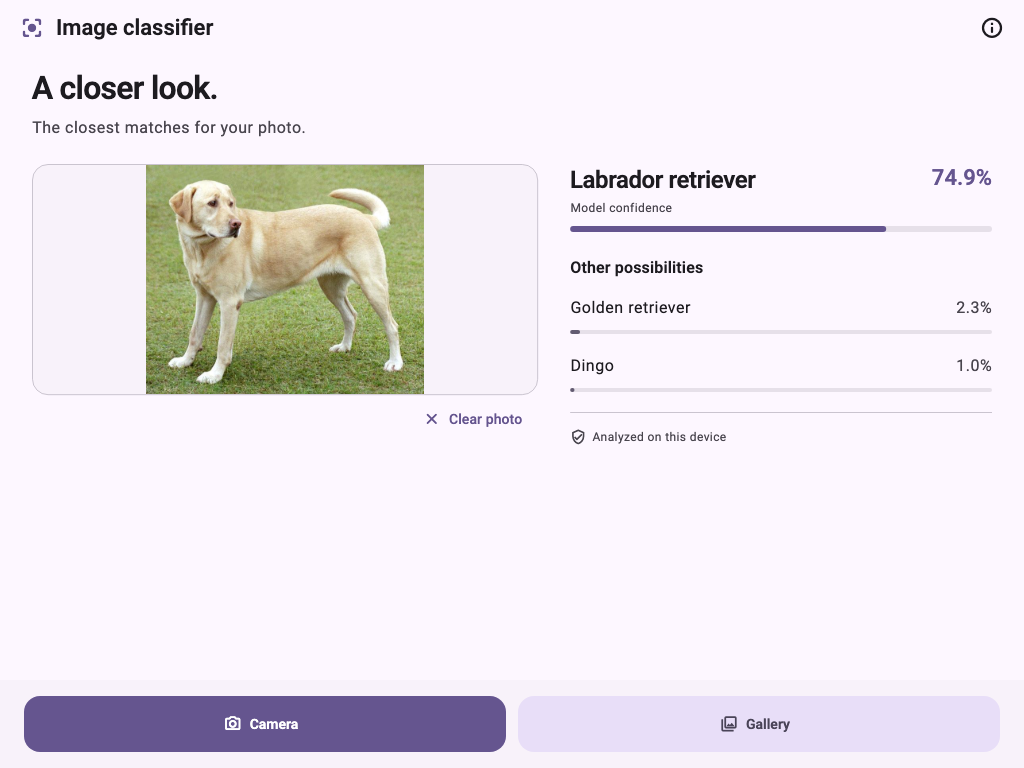 Image classifier
A closer look.
The closest matches for your photo.
Labrador retriever
74.9%
Model confidence
Other possibilities
Golden retriever
2.3%
Dingo
1.0%
Clear photo
Analyzed on this device
Camera
Gallery